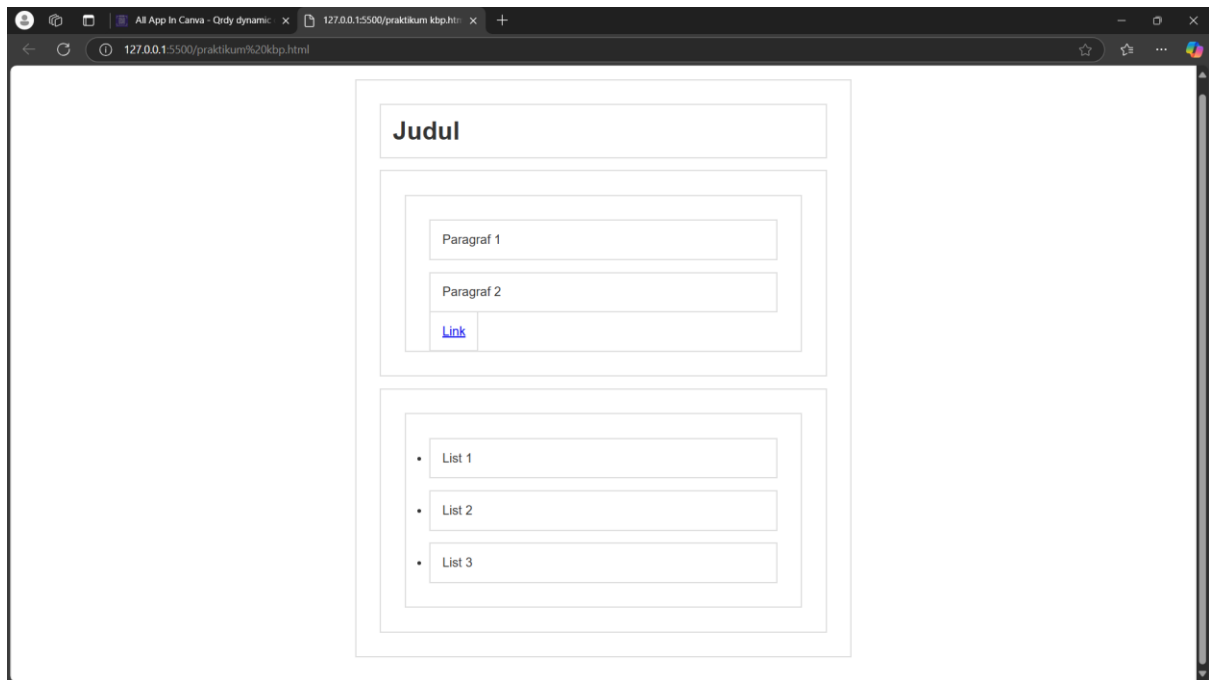 All App In Canva - Qrdy dynamic
127.0.0.1:5500/praktikum kbp.htm
127.0.0.1:5500/praktikum%20kbp.html
Judul
Paragraf 1
Paragraf 2
Link
List 1
List 2
List 3